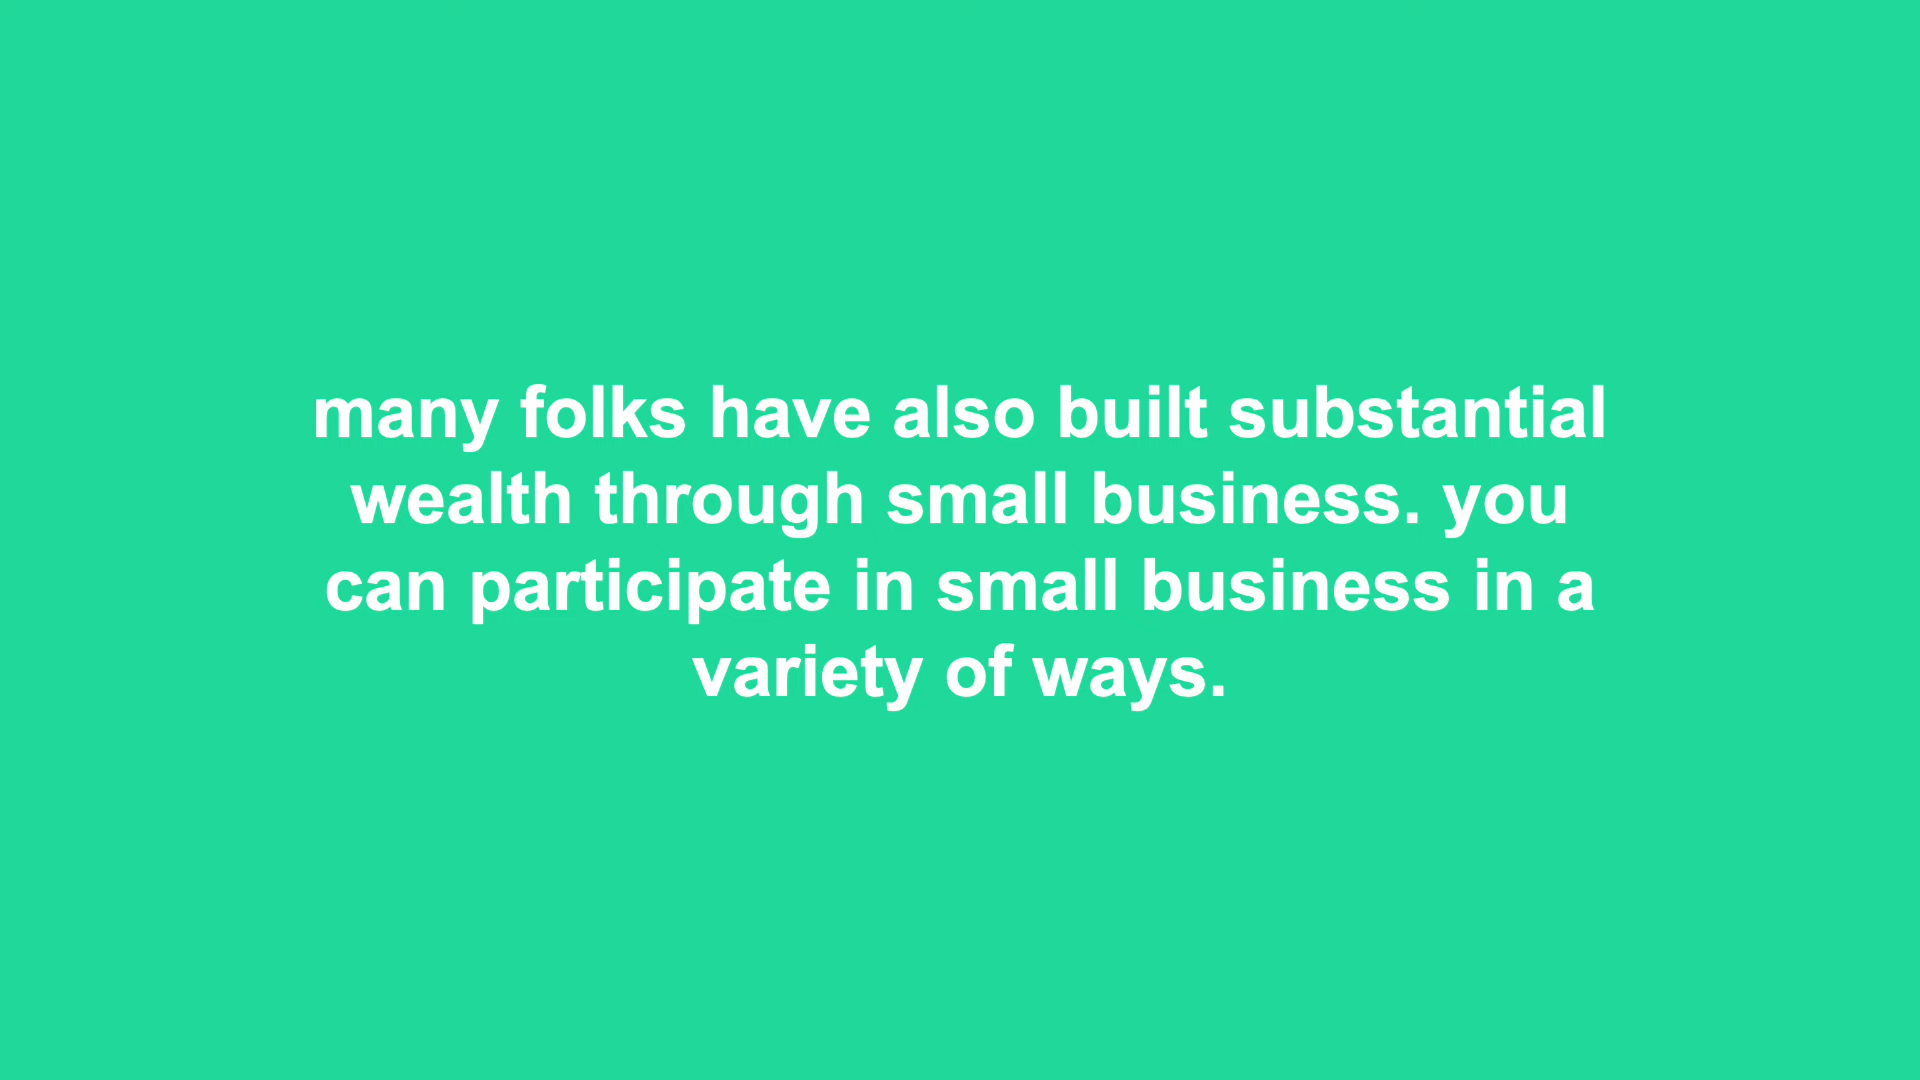 many folks have also built substantial
wealth through small business. you
can participate in small business in a
variety of ways.